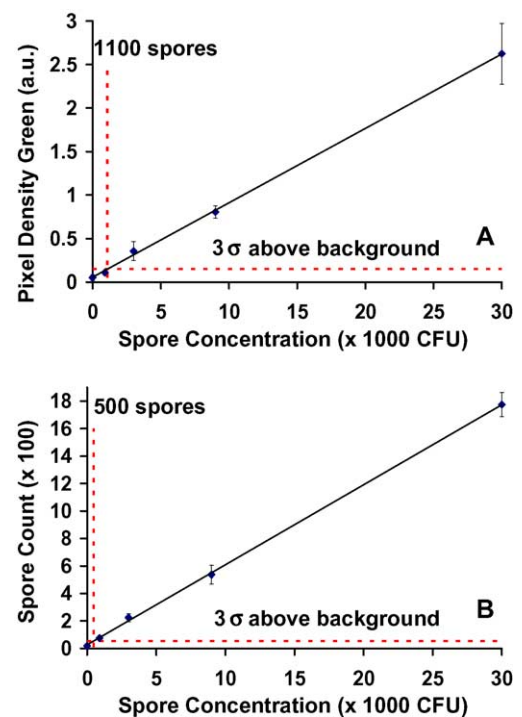 3
1100 spores
2.5
2
1.5
1
3 σ above background
A
0.5
0
0 5 10 15 20 25 30
Pixel Density Green (a.u.)
Spore Concentration (x 1000 CFU)
18
500 spores
16
14
12
10
8
6
4
3 σ above background
B
2
0
0 5 10 15 20 25 30
Spore Count (x 100)
Spore Concentration (x 1000 CFU)